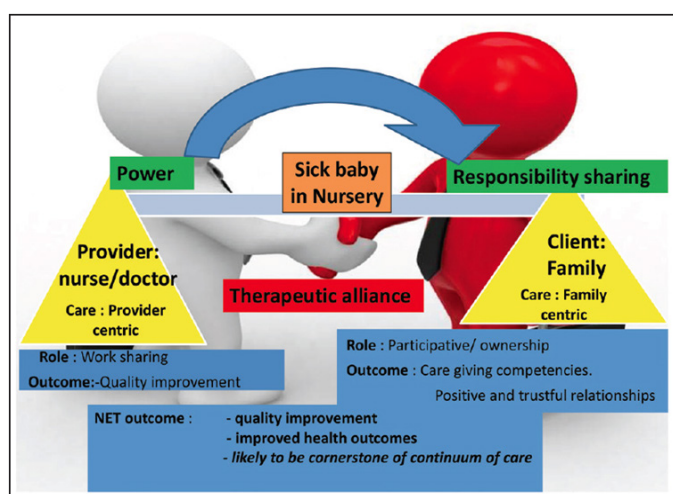 Power
Sick baby
in Nursery
Responsibility sharing
Provider:
nurse/doctor
Care : Provider
centric
Therapeutic alliance
Client:
Family
Care : Family
centric
Role : Work sharing
Outcome:-Quality improvement
Role : Participative/ ownership
Outcome : Care giving competencies.
Positive and trustful relationships
NET outcome : - quality improvement
- improved health outcomes
- likely to be cornerstone of continuum of care